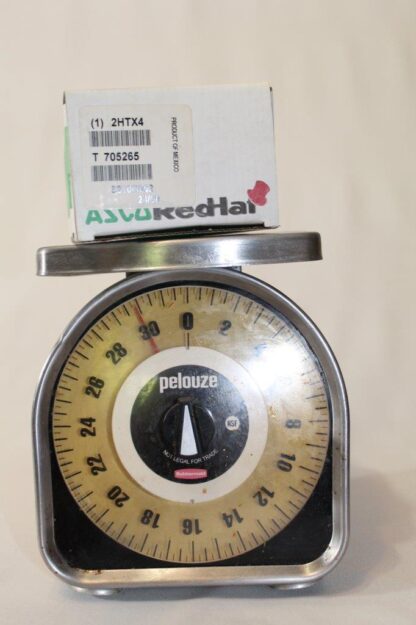 (1) 2HTX4
T 705265
PRODUCT OF MEXICO
ASCO RedHat
0
2
8
10
12
14
16
18
20
22
24
26
28
30
pelouze
NSF
NOT LEGAL FOR TRADE
Rubbermaid